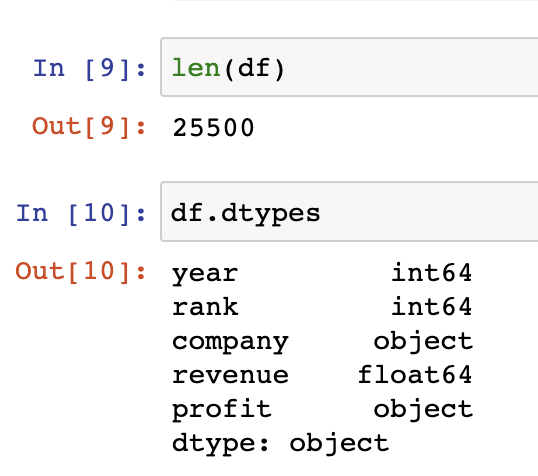 In [9]: len(df)
Out[9]: 25500
In [10]: df.dtypes
Out[10]: year int64
rank int64
company object
revenue float64
profit object
dtype: object